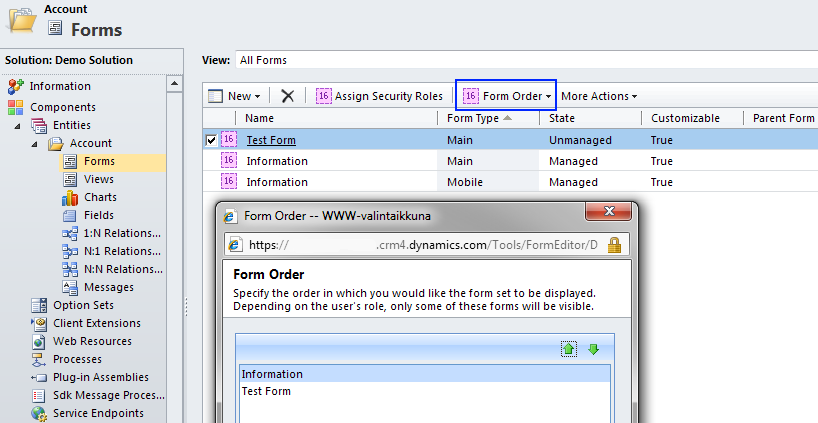 Account
Forms
Solution: Demo Solution
Information
Components
Entities
Account
Forms
Views
Charts
Fields
1:N Relations...
N:1 Relations...
N:N Relations...
Messages
Option Sets
Client Extensions
Web Resources
Processes
Plug-in Assemblies
Sdk Message Proces...
Service Endpoints
View: All Forms
New Assign Security Roles Form Order More Actions
Name Form Type State Customizable Parent Form
Test Form Main Unmanaged True
Information Main Managed True
Information Mobile Managed True
Form Order -- WWW-valintaikkuna
https:// .crm4.dynamics.com/Tools/FormEditor/D
Form Order
Specify the order in which you would like the form set to be displayed.
Depending on the user's role, only some of these forms will be visible.
Information
Test Form